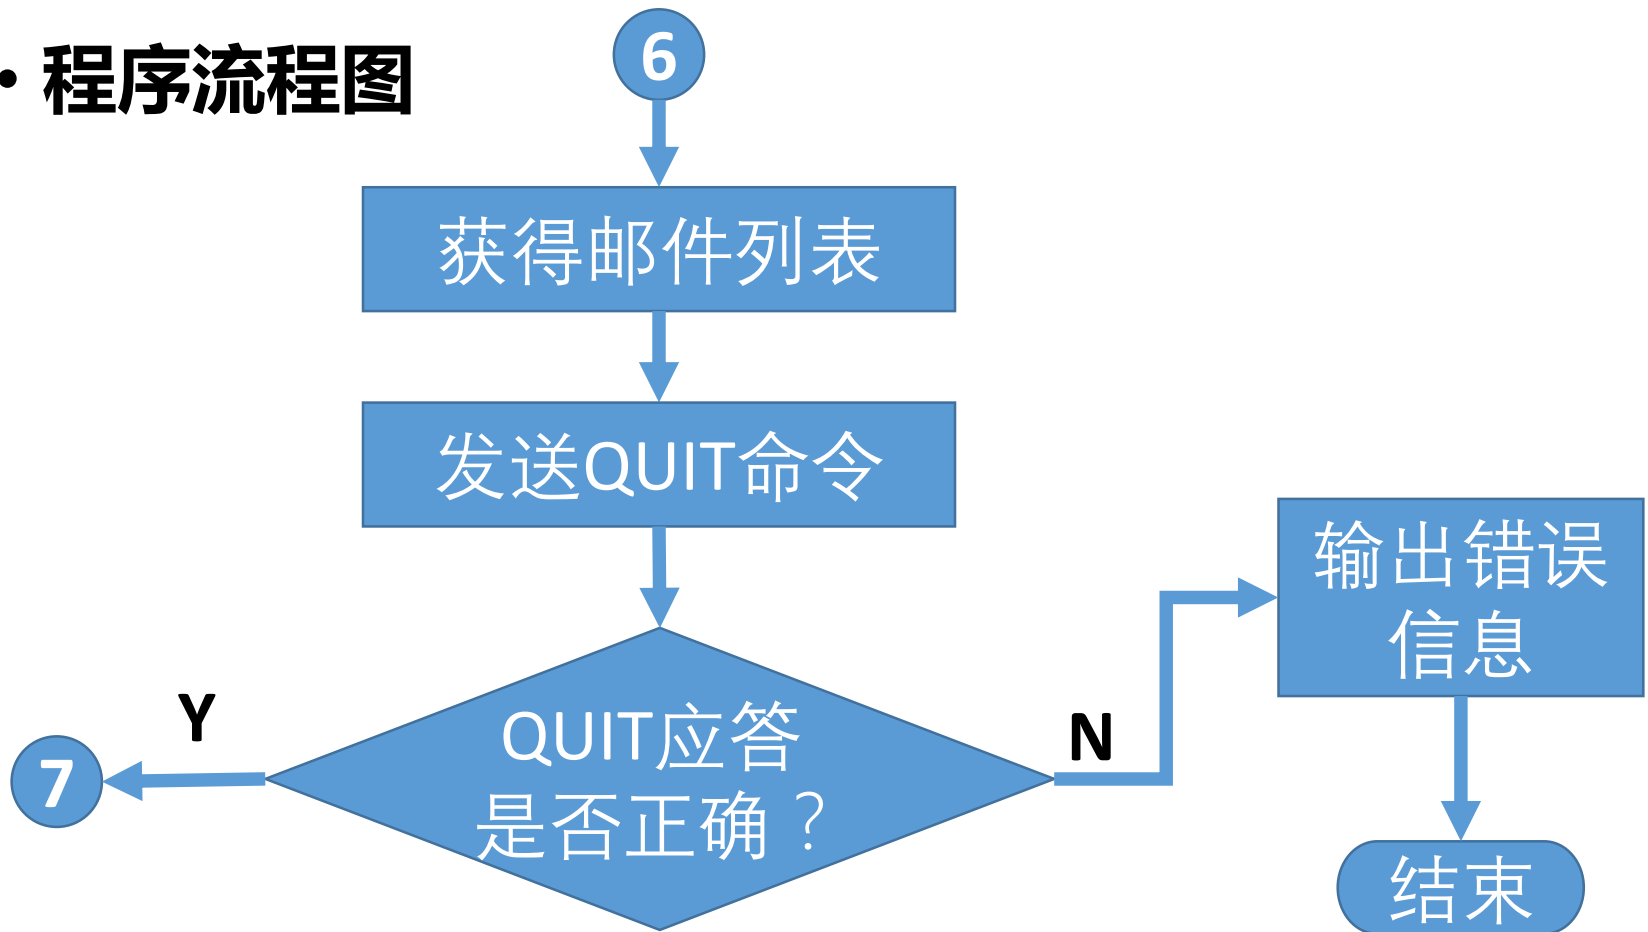 • 程序流程图
6
获得邮件列表
发送QUIT命令
QUIT应答
是否正确？
Y
7
N
输出错误
信息
结束